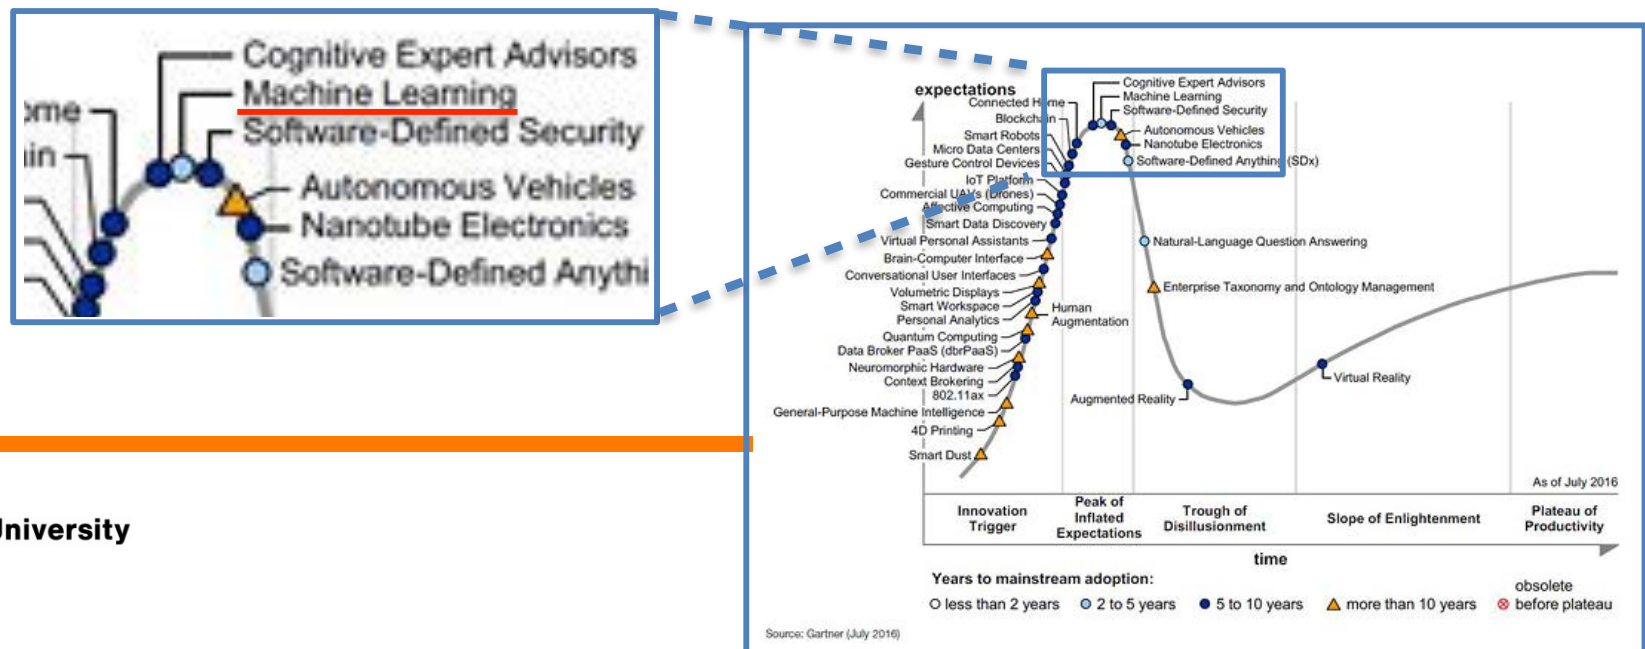 Cognitive Expert Advisors
Machine Learning
ome
Software-Defined Security
in
Autonomous Vehicles
Nanotube Electronics
Software-Defined Anythi
University
expectations
Cognitive Expert Advisors
Machine Learning
Connected Home
Software-Defined Security
Blockchain
Autonomous Vehicles
Smart Robots
Nanotube Electronics
Micro Data Centers
Software-Defined Anything (SDx)
Gesture Control Devices
IoT Platform
Commercial UAVs (Drones)
Affective Computing
Smart Data Discovery
Virtual Personal Assistants
Natural-Language Question Answering
Brain-Computer Interface
Conversational User Interfaces
Enterprise Taxonomy and Ontology Management
Volumetric Displays
Smart Workspace
Human
Augmentation
Personal Analytics
Quantum Computing
Data Broker PaaS (dbrPaaS)
Neuromorphic Hardware
Context Brokering
Virtual Reality
802.11ax
Augmented Reality
General-Purpose Machine Intelligence
4D Printing
Smart Dust
As of July 2016
Innovation
Trigger
Peak of
Inflated
Expectations
Trough of
Disillusionment
Slope of Enlightenment
Plateau of
Productivity
time
Years to mainstream adoption:
less than 2 years
2 to 5 years
5 to 10 years
more than 10 years
obsolete
before plateau
Source: Gartner (July 2016)